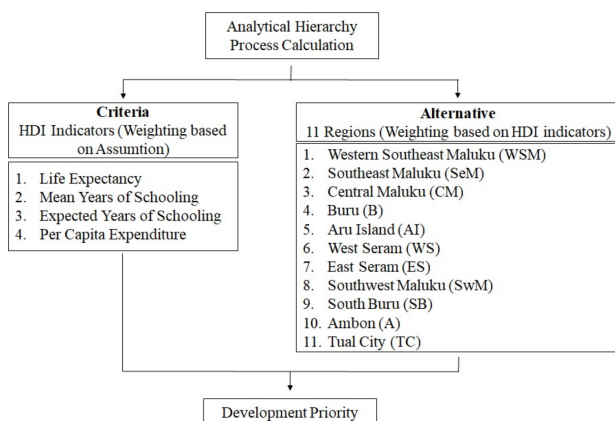 Analytical Hierarchy
Process Calculation
Criteria
HDI Indicators (Weighting based
on Assumtion)
1. Life Expectancy
2. Mean Years of Schooling
3. Expected Years of Schooling
4. Per Capita Expenditure
Alternative
11 Regions (Weighting based on HDI indicators)
1. Western Southeast Maluku (WSM)
2. Southeast Maluku (SeM)
3. Central Maluku (CM)
4. Buru (B)
5. Aru Island (AI)
6. West Seram (WS)
7. East Seram (ES)
8. Southwest Maluku (SwM)
9. South Buru (SB)
10. Ambon (A)
11. Tual City (TC)
Development Priority